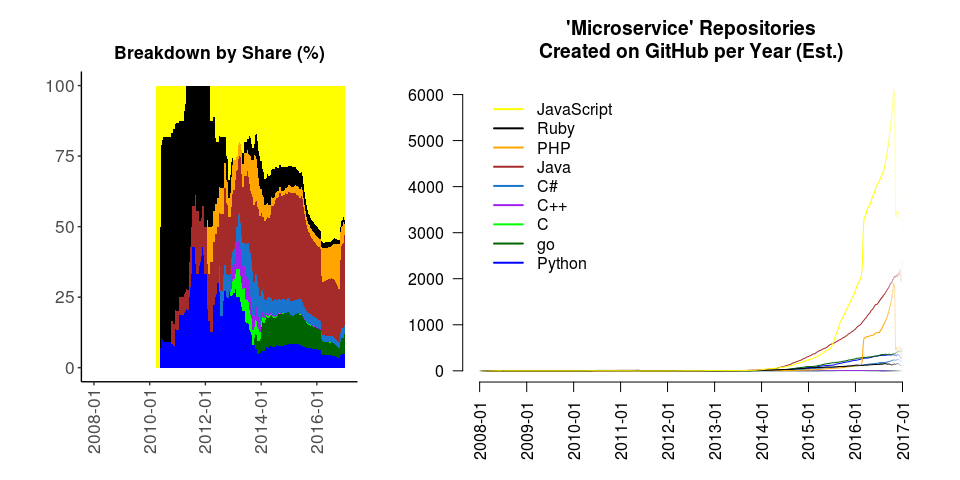 Breakdown by Share (%)
100
75
50
25
0
2008-01
2010-01
2012-01
2014-01
2016-01
'Microservice' Repositories
Created on GitHub per Year (Est.)
6000
5000
4000
3000
2000
1000
0
JavaScript
Ruby
PHP
Java
C#
C++
C
go
Python
2008-01
2009-01
2010-01
2011-01
2012-01
2013-01
2014-01
2015-01
2016-01
2017-01